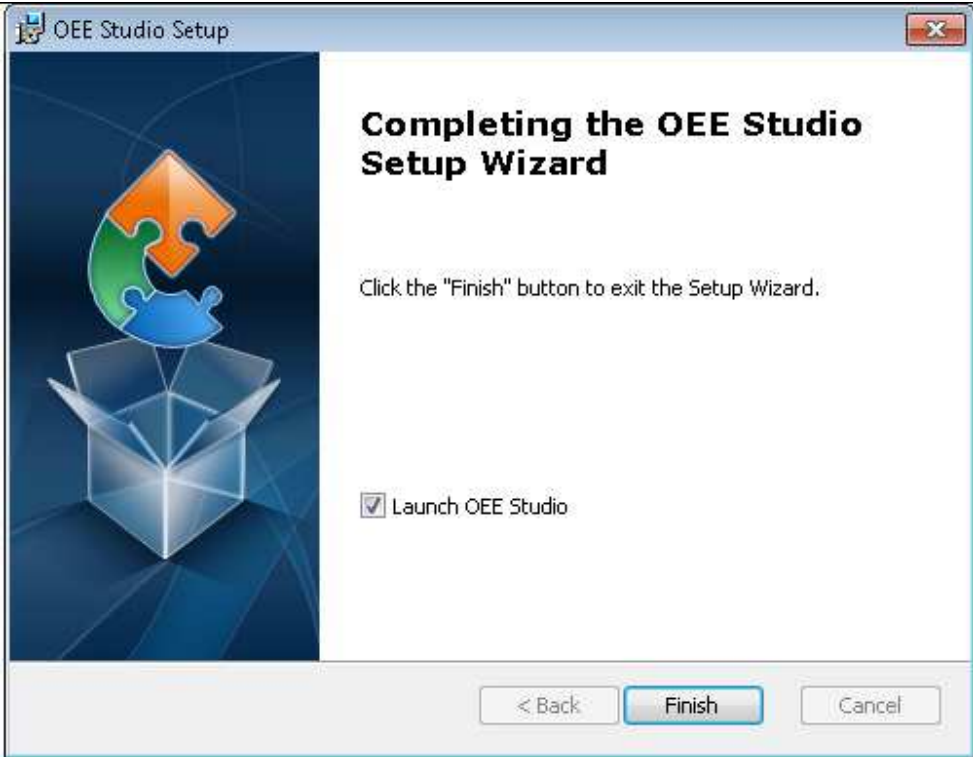 OEE Studio Setup
Completing the OEE Studio
Setup Wizard
Click the "Finish" button to exit the Setup Wizard.
Launch OEE Studio
< Back
Finish
Cancel